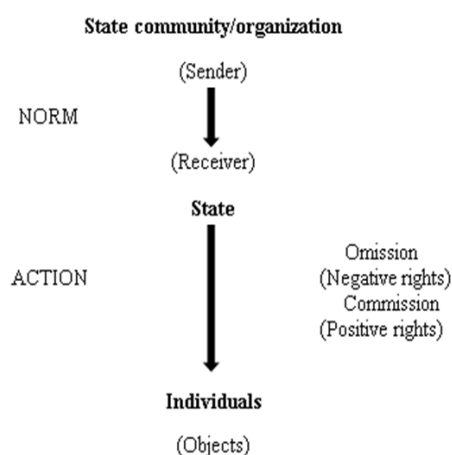 State community/organization
(Sender)
NORM
(Receiver)
State
ACTION
Omission
(Negative rights)
Commission
(Positive rights)
Individuals
(Objects)